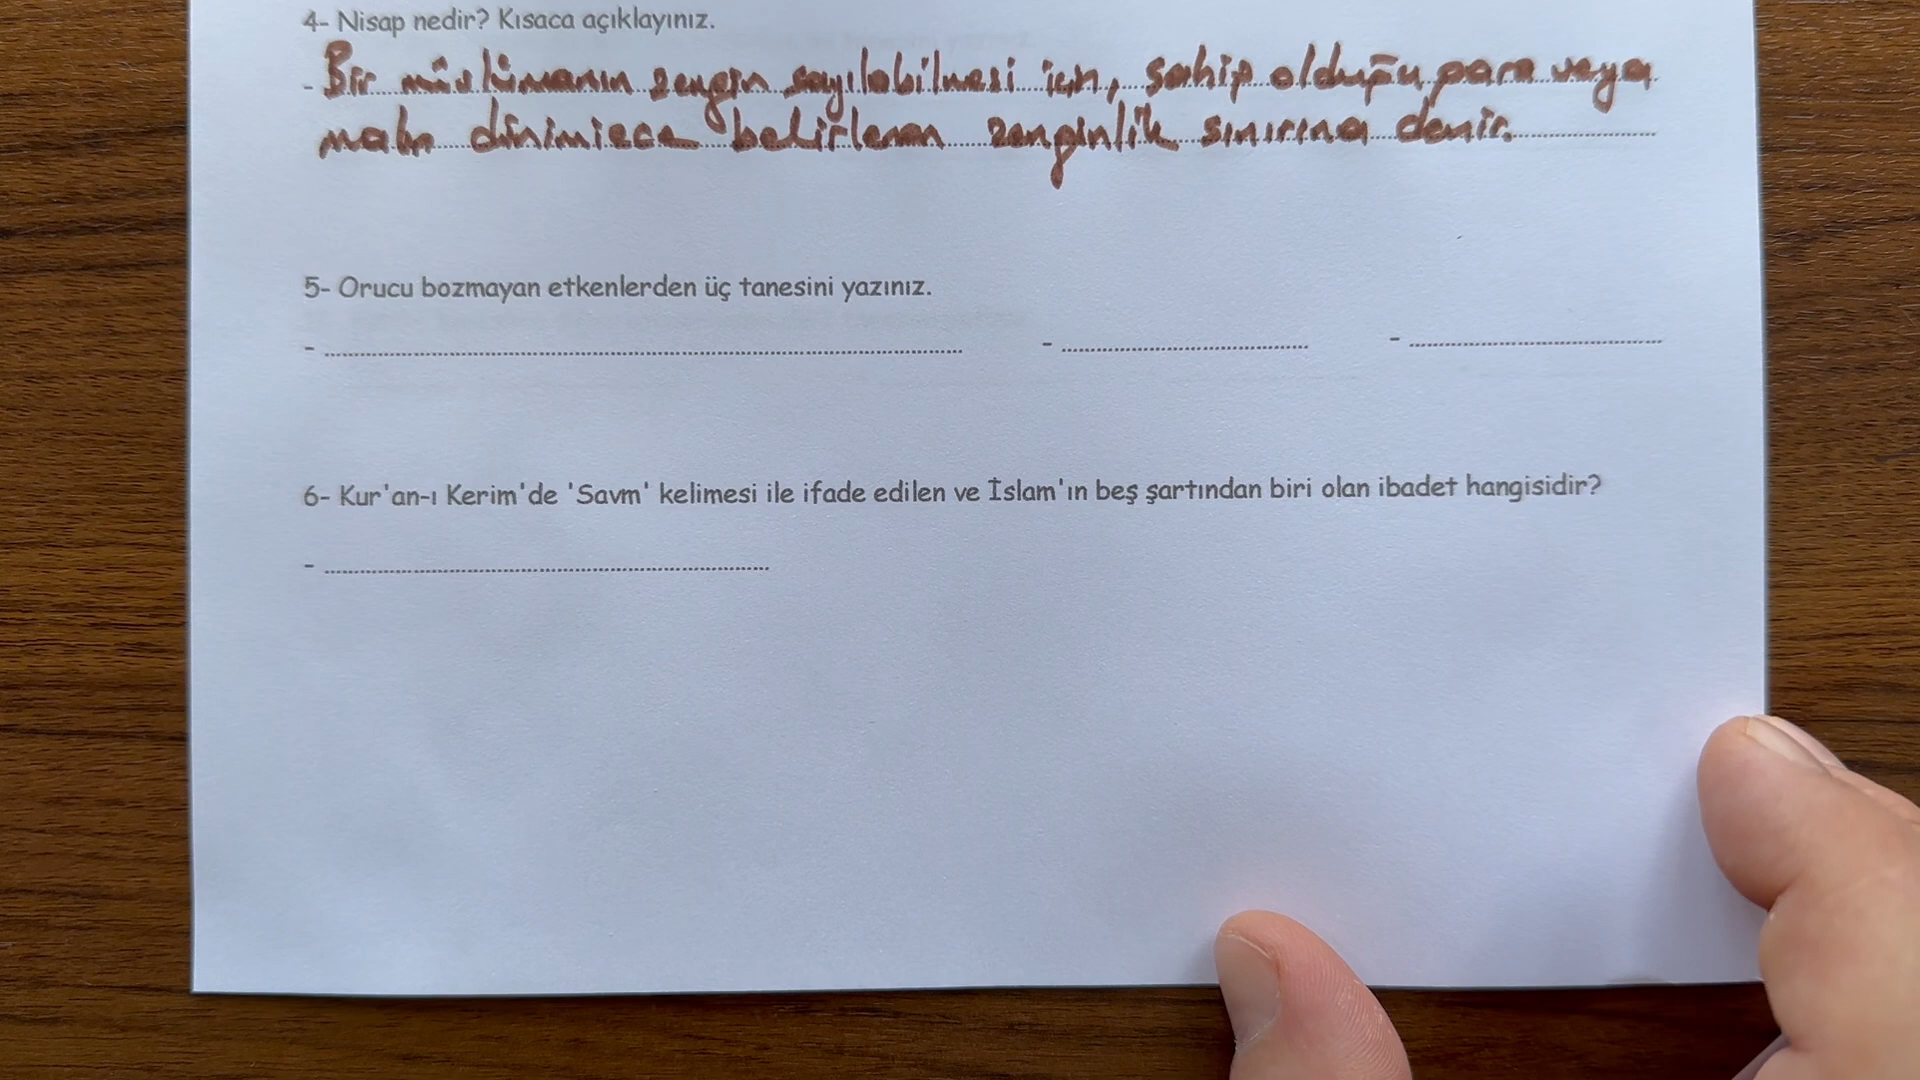 4- Nisap nedir? Kısaca açıklayınız.
- Bir müslümanın zengin sayılabilmesi için, sahip olduğu para veya
malın dinimizce belirlenen zenginlik sınırına denir.
5- Orucu bozmayan etkenlerden üç tanesini yazınız.
- ........ - ........ - ........
6- Kur'an-ı Kerim'de 'Savm' kelimesi ile ifade edilen ve İslam'ın beş şartından biri olan ibadet hangisidir?
- ........